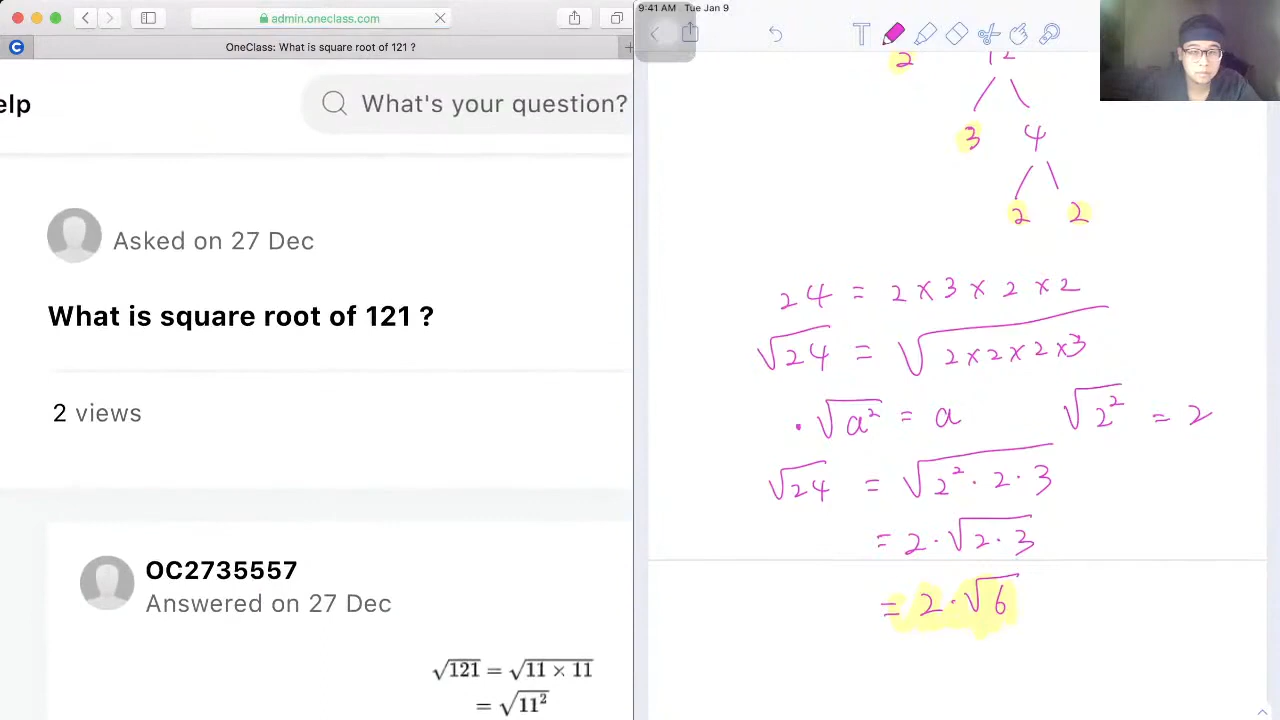 admin.oneclass.com
OneClass: What is square root of 121 ?
elp
What's your question?
Asked on 27 Dec
What is square root of 121 ?
2 views
OC2735557
Answered on 27 Dec
√121 = √11 × 11
= √11²
9:41 AM Tue Jan 9
T
2 12
3 4
2 2
24 = 2 × 3 × 2 × 2
√24 = √2×2×2×3
· √a² = a √2² = 2
√24 = √2² · 2 · 3
= 2 · √2 · 3
= 2 · √6